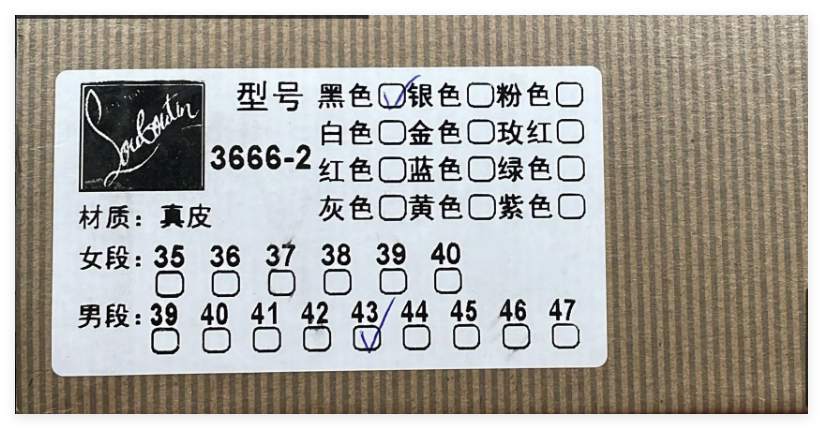 Louboutin
型号 黑色 银色 粉色
白色 金色 玫红
3666-2 红色 蓝色 绿色
灰色 黄色 紫色
材质：真皮
女段：35 36 37 38 39 40
男段：39 40 41 42 43 44 45 46 47